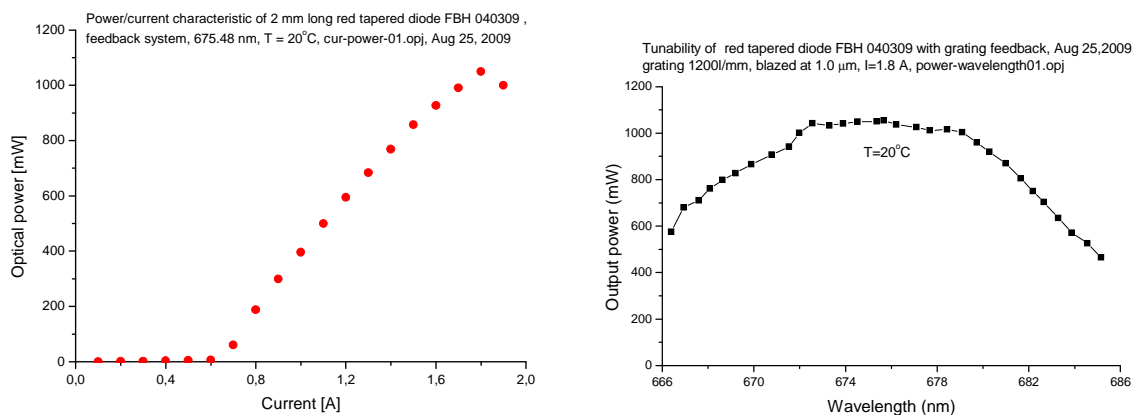 Power/current characteristic of 2 mm long red tapered diode FBH 040309 ,
feedback system, 675.48 nm, T = 20°C, cur-power-01.opj, Aug 25, 2009
1200
1000
800
600
400
200
0
Optical power [mW]
0,0
0,4
0,8
1,2
1,6
2,0
Current [A]
Tunability of red tapered diode FBH 040309 with grating feedback, Aug 25,2009
grating 1200l/mm, blazed at 1.0 μm, I=1.8 A, power-wavelength01.opj
1200
1000
800
600
400
200
0
Output power (mW)
T=20°C
666
670
674
678
682
686
Wavelength (nm)